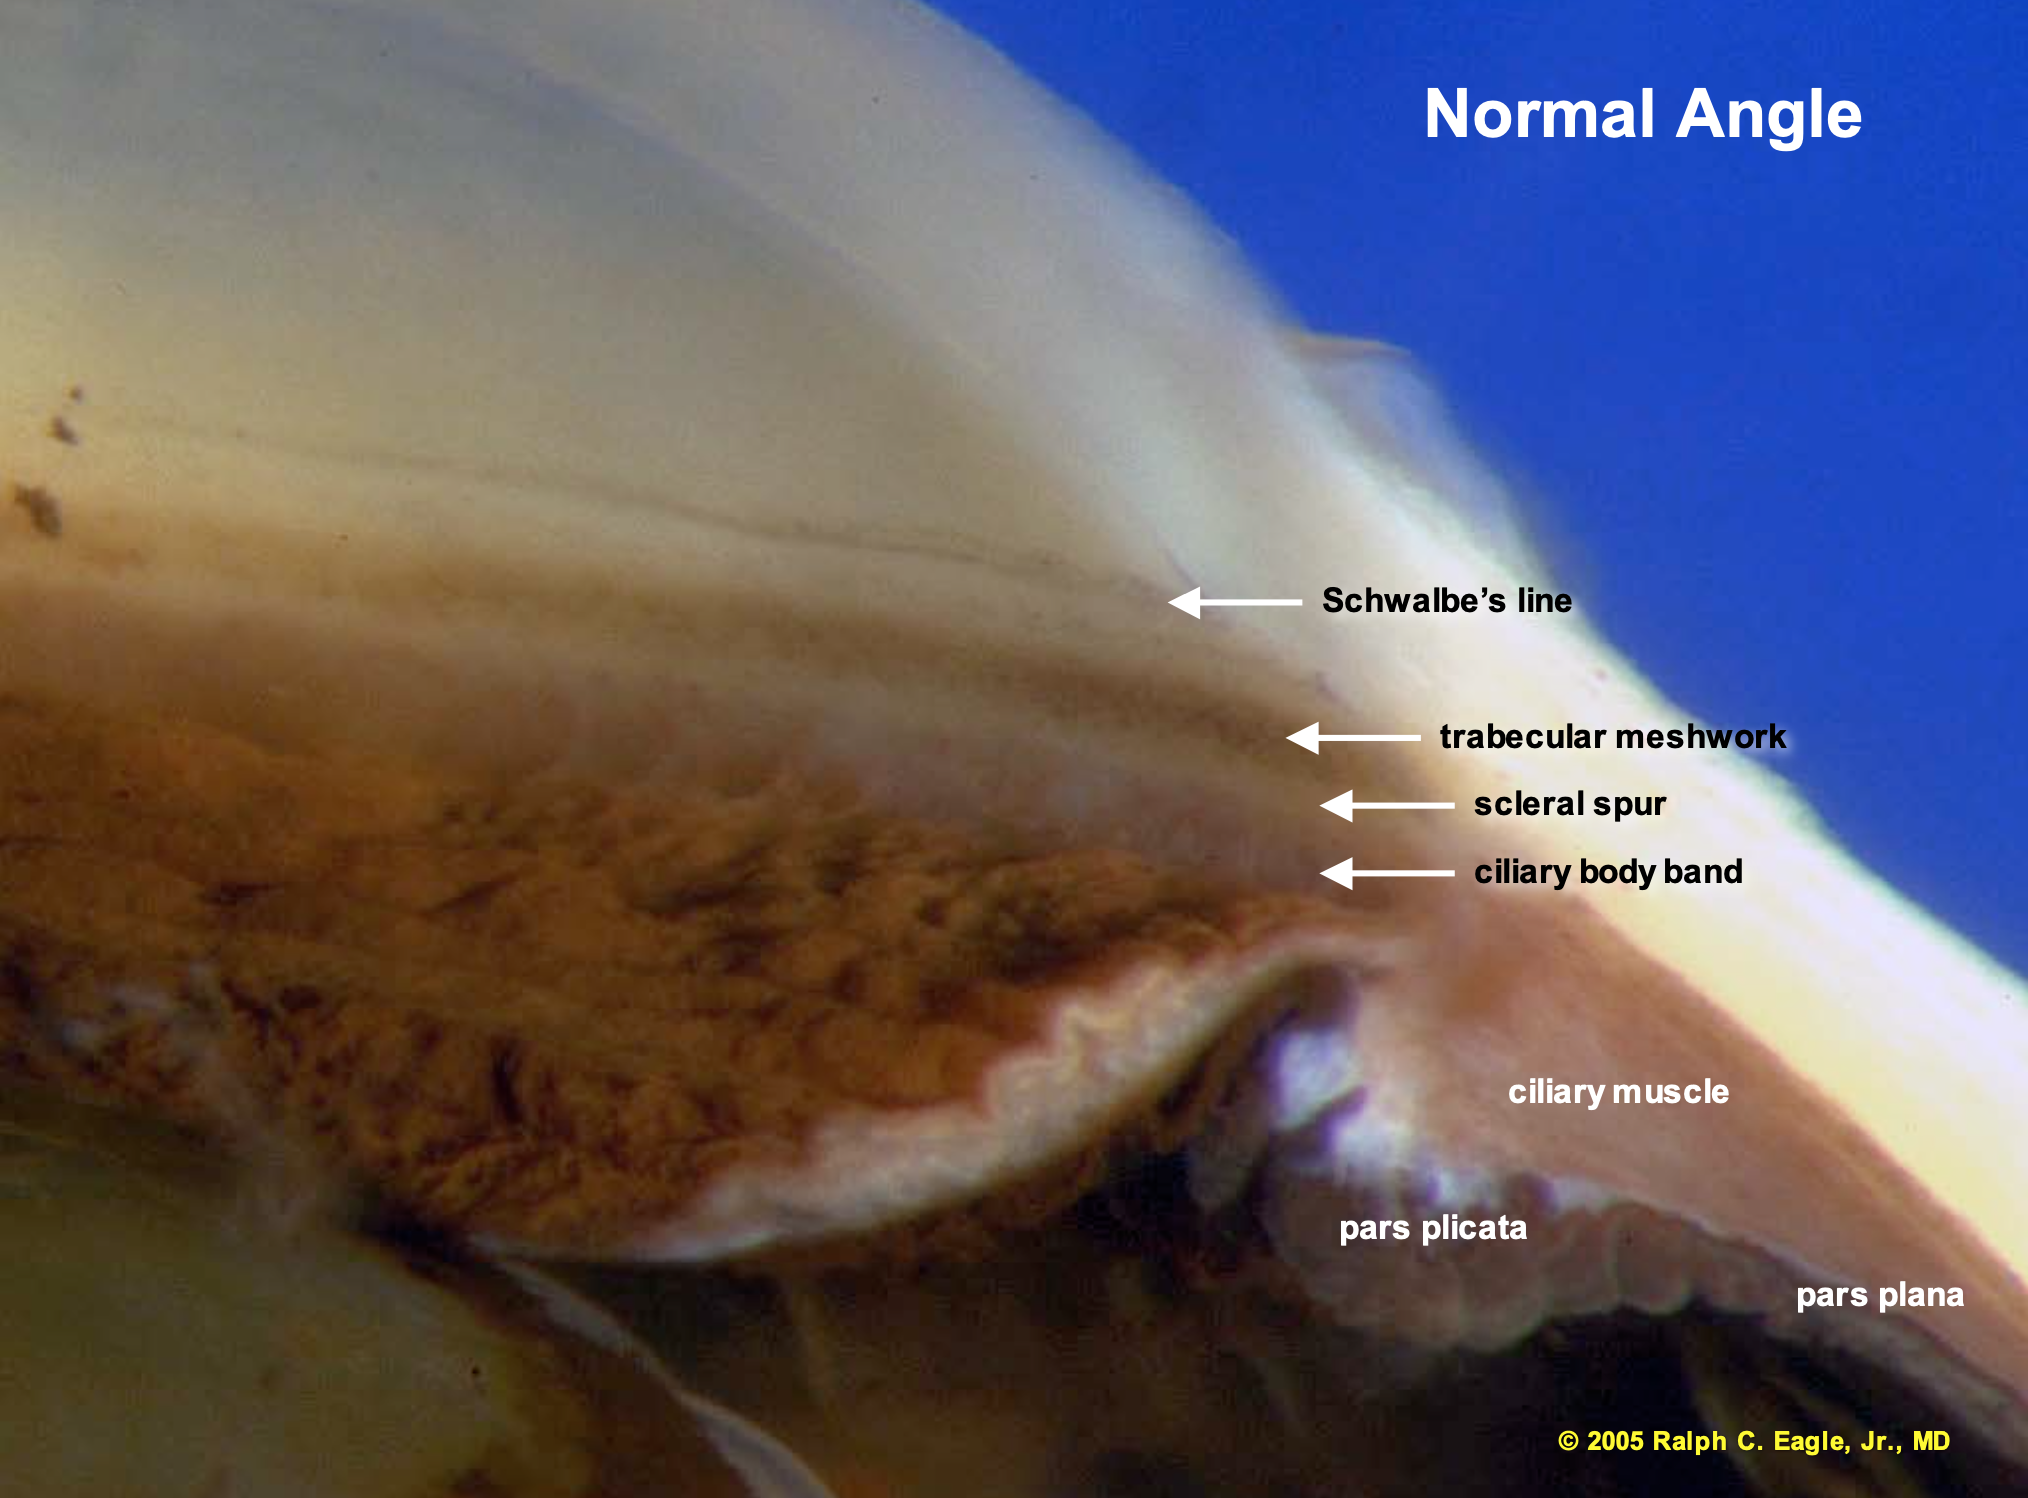 Normal Angle
Schwalbe’s line
trabecular meshwork
scleral spur
ciliary body band
ciliary muscle
pars plicata
pars plana
© 2005 Ralph C. Eagle, Jr., MD